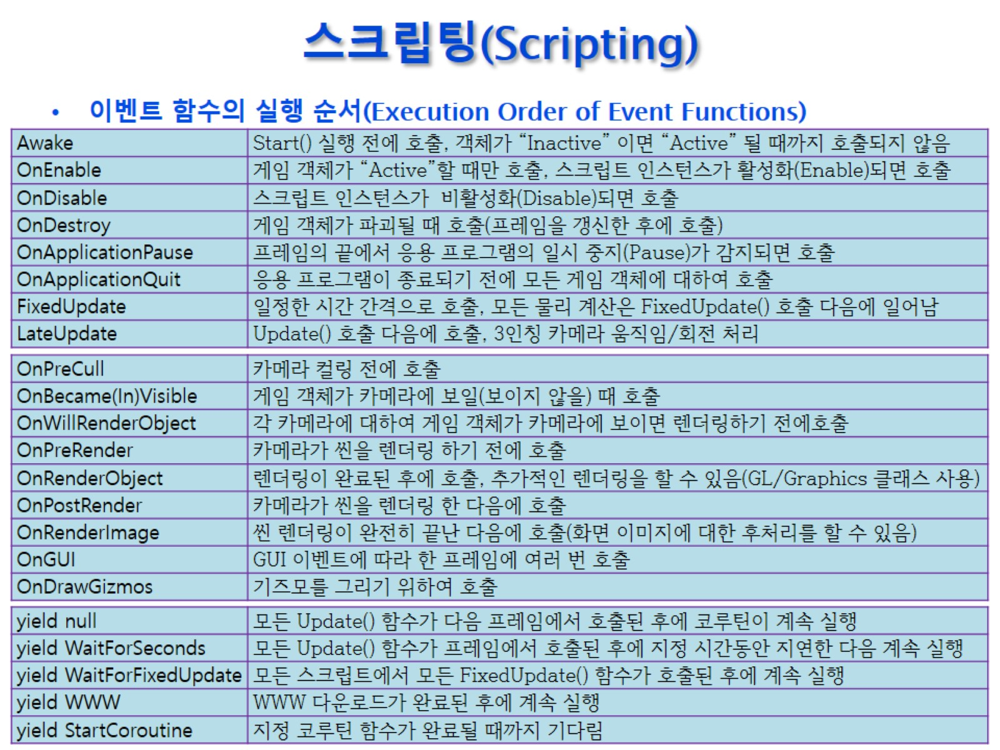 스크립팅(Scripting)
• 이벤트 함수의 실행 순서(Execution Order of Event Functions)
Awake Start() 실행 전에 호출, 객체가 “Inactive” 이면 “Active” 될 때까지 호출되지 않음
OnEnable 게임 객체가 “Active”할 때만 호출, 스크립트 인스턴스가 활성화(Enable)되면 호출
OnDisable 스크립트 인스턴스가 비활성화(Disable)되면 호출
OnDestroy 게임 객체가 파괴될 때 호출(프레임을 갱신한 후에 호출)
OnApplicationPause 프레임의 끝에서 응용 프로그램의 일시 중지(Pause)가 감지되면 호출
OnApplicationQuit 응용 프로그램이 종료되기 전에 모든 게임 객체에 대하여 호출
FixedUpdate 일정한 시간 간격으로 호출, 모든 물리 계산은 FixedUpdate() 호출 다음에 일어남
LateUpdate Update() 호출 다음에 호출, 3인칭 카메라 움직임/회전 처리
OnPreCull 카메라 컬링 전에 호출
OnBecame(In)Visible 게임 객체가 카메라에 보일(보이지 않을) 때 호출
OnWillRenderObject 각 카메라에 대하여 게임 객체가 카메라에 보이면 렌더링하기 전에호출
OnPreRender 카메라가 씬을 렌더링 하기 전에 호출
OnRenderObject 렌더링이 완료된 후에 호출, 추가적인 렌더링을 할 수 있음(GL/Graphics 클래스 사용)
OnPostRender 카메라가 씬을 렌더링 한 다음에 호출
OnRenderImage 씬 렌더링이 완전히 끝난 다음에 호출(화면 이미지에 대한 후처리를 할 수 있음)
OnGUI GUI 이벤트에 따라 한 프레임에 여러 번 호출
OnDrawGizmos 기즈모를 그리기 위하여 호출
yield null 모든 Update() 함수가 다음 프레임에서 호출된 후에 코루틴이 계속 실행
yield WaitForSeconds 모든 Update() 함수가 프레임에서 호출된 후에 지정 시간동안 지연한 다음 계속 실행
yield WaitForFixedUpdate 모든 스크립트에서 모든 FixedUpdate() 함수가 호출된 후에 계속 실행
yield WWW WWW 다운로드가 완료된 후에 계속 실행
yield StartCoroutine 지정 코루틴 함수가 완료될 때까지 기다림